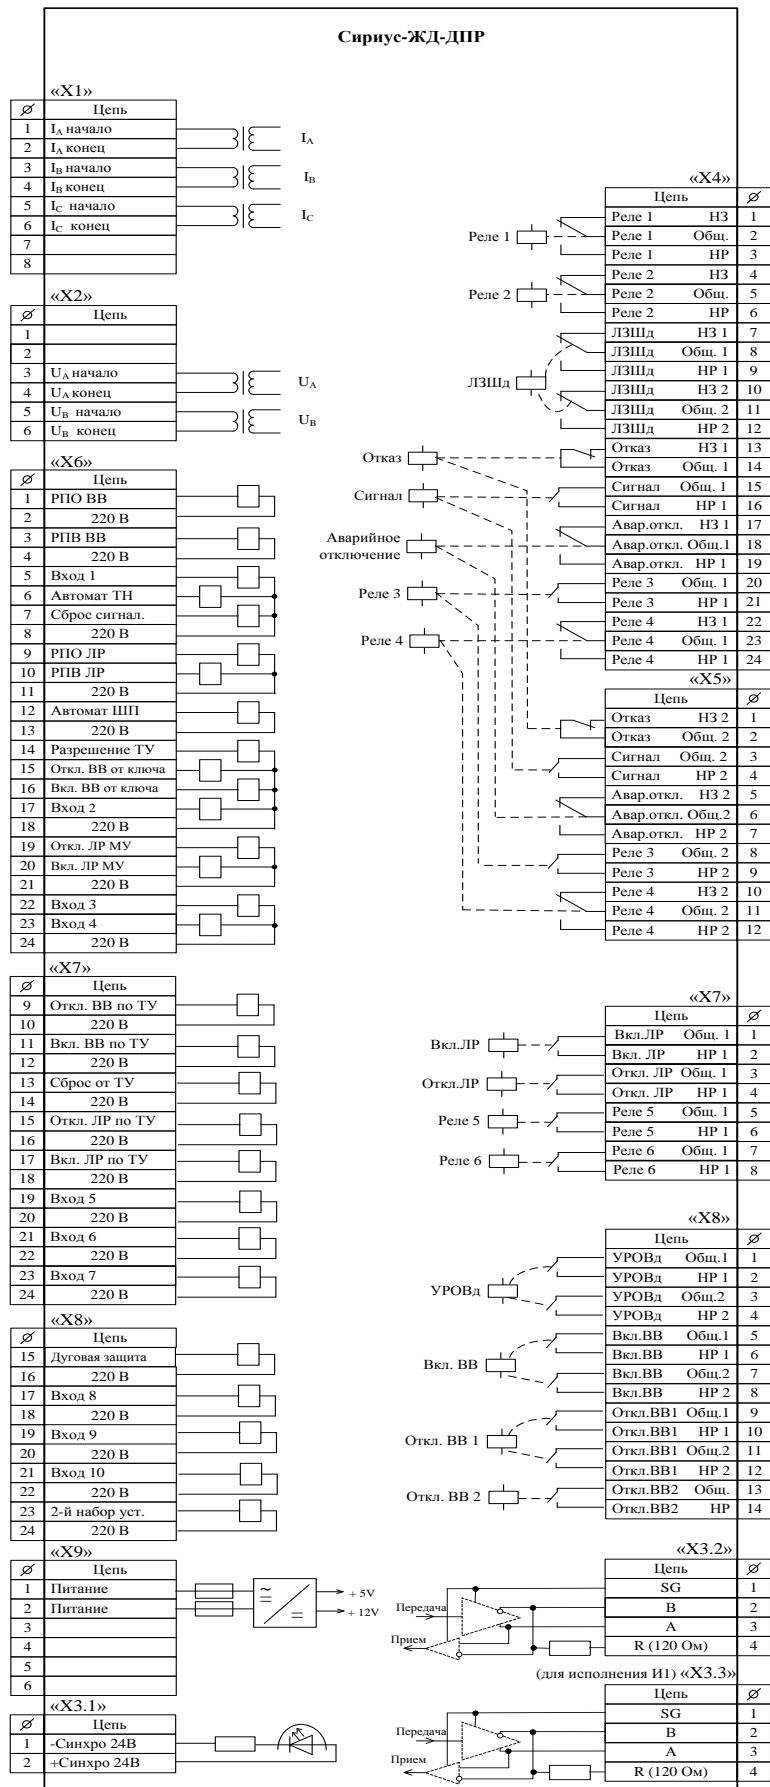 Сириус-ЖД-ДПР
«X1»
Ø Цепь
1 IA начало
2 IA конец
3 IB начало
4 IB конец
5 IC начало
6 IC конец
7
8
IA
IB
IC
«X2»
Ø Цепь
1
2
3 UA начало
4 UA конец
5 UB начало
6 UB конец
UA
UB
«X6»
Ø Цепь
1 РПО ВВ
2 220 В
3 РПВ ВВ
4 220 В
5 Вход 1
6 Автомат ТН
7 Сброс сигнал.
8 220 В
9 РПО ЛР
10 РПВ ЛР
11 220 В
12 Автомат ШП
13 220 В
14 Разрешение ТУ
15 Откл. ВВ от ключа
16 Вкл. ВВ от ключа
17 Вход 2
18 220 В
19 Откл. ЛР МУ
20 Вкл. ЛР МУ
21 220 В
22 Вход 3
23 Вход 4
24 220 В
«X7»
Ø Цепь
9 Откл. ВВ по ТУ
10 220 В
11 Вкл. ВВ по ТУ
12 220 В
13 Сброс от ТУ
14 220 В
15 Откл. ЛР по ТУ
16 220 В
17 Вкл. ЛР по ТУ
18 220 В
19 Вход 5
20 220 В
21 Вход 6
22 220 В
23 Вход 7
24 220 В
«X8»
Ø Цепь
15 Дуговая защита
16 220 В
17 Вход 8
18 220 В
19 Вход 9
20 220 В
21 Вход 10
22 220 В
23 2-й набор уст.
24 220 В
«X9»
Ø Цепь
1 Питание
2 Питание
3
4
5
6
+ 5V
+ 12V
«X3.1»
Ø Цепь
1 -Синхро 24В
2 +Синхро 24В
«X4»
Цепь Ø
Реле 1 НЗ 1
Реле 1 Общ. 2
Реле 1 НР 3
Реле 2 НЗ 4
Реле 2 Общ. 5
Реле 2 НР 6
ЛЗШд НЗ 1 7
ЛЗШд Общ. 1 8
ЛЗШд НР 1 9
ЛЗШд НЗ 2 10
ЛЗШд Общ. 2 11
ЛЗШд НР 2 12
Отказ НЗ 1 13
Отказ Общ. 1 14
Сигнал Общ. 1 15
Сигнал НР 1 16
Авар.откл. НЗ 1 17
Авар.откл. Общ.1 18
Авар.откл. НР 1 19
Реле 3 Общ. 1 20
Реле 3 НР 1 21
Реле 4 НЗ 1 22
Реле 4 Общ. 1 23
Реле 4 НР 1 24
Реле 1
Реле 2
ЛЗШд
Отказ
Сигнал
Аварийное
отключение
Реле 3
Реле 4
«X5»
Цепь Ø
Отказ НЗ 2 1
Отказ Общ. 2 2
Сигнал Общ. 2 3
Сигнал НР 2 4
Авар.откл. НЗ 2 5
Авар.откл. Общ.2 6
Авар.откл. НР 2 7
Реле 3 Общ. 2 8
Реле 3 НР 2 9
Реле 4 НЗ 2 10
Реле 4 Общ. 2 11
Реле 4 НР 2 12
«X7»
Цепь Ø
Вкл.ЛР Общ. 1 1
Вкл. ЛР НР 1 2
Откл. ЛР Общ. 1 3
Откл. ЛР НР 1 4
Реле 5 Общ. 1 5
Реле 5 НР 1 6
Реле 6 Общ. 1 7
Реле 6 НР 1 8
Вкл.ЛР
Откл.ЛР
Реле 5
Реле 6
«X8»
Цепь Ø
УРОВд Общ.1 1
УРОВд НР 1 2
УРОВд Общ.2 3
УРОВд НР 2 4
Вкл.ВВ Общ.1 5
Вкл.ВВ НР 1 6
Вкл.ВВ Общ.2 7
Вкл.ВВ НР 2 8
Откл.ВВ1 Общ.1 9
Откл.ВВ1 НР 1 10
Откл.ВВ1 Общ.2 11
Откл.ВВ1 НР 2 12
Откл.ВВ2 Общ. 13
Откл.ВВ2 НР 14
УРОВд
Вкл. ВВ
Откл. ВВ 1
Откл. ВВ 2
«X3.2»
Цепь Ø
SG 1
B 2
A 3
R (120 Ом) 4
Передача
Прием
(для исполнения И1) «X3.3»
Цепь Ø
SG 1
B 2
A 3
R (120 Ом) 4
Передача
Прием